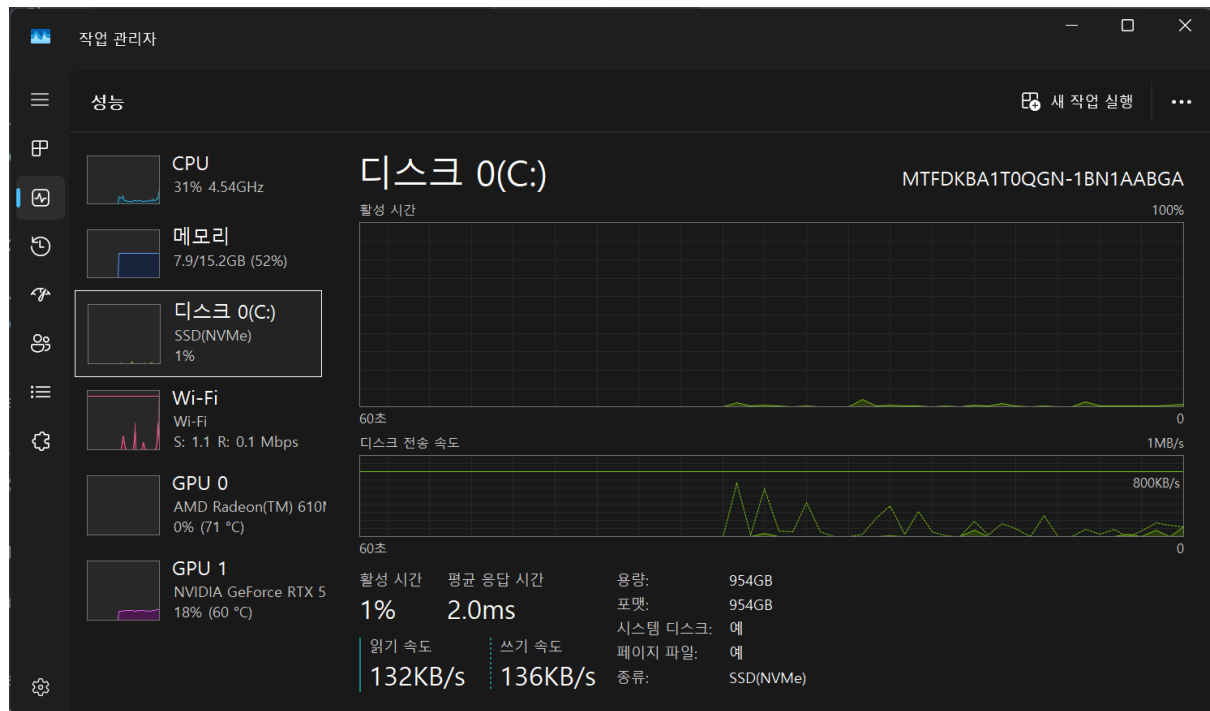 작업 관리자
성능
새 작업 실행
CPU
31% 4.54GHz
메모리
7.9/15.2GB (52%)
디스크 0(C:)
SSD(NVMe)
1%
Wi-Fi
Wi-Fi
S: 1.1 R: 0.1 Mbps
GPU 0
AMD Radeon(TM) 610M
0% (71 °C)
GPU 1
NVIDIA GeForce RTX 5
18% (60 °C)
디스크 0(C:)
MTFDKBA1T0QGN-1BN1AABGA
활성 시간
100%
60초
0
디스크 전송 속도
1MB/s
800KB/s
60초
0
활성 시간
1%
평균 응답 시간
2.0ms
읽기 속도
132KB/s
쓰기 속도
136KB/s
용량: 954GB
포맷: 954GB
시스템 디스크: 예
페이지 파일: 예
종류: SSD(NVMe)